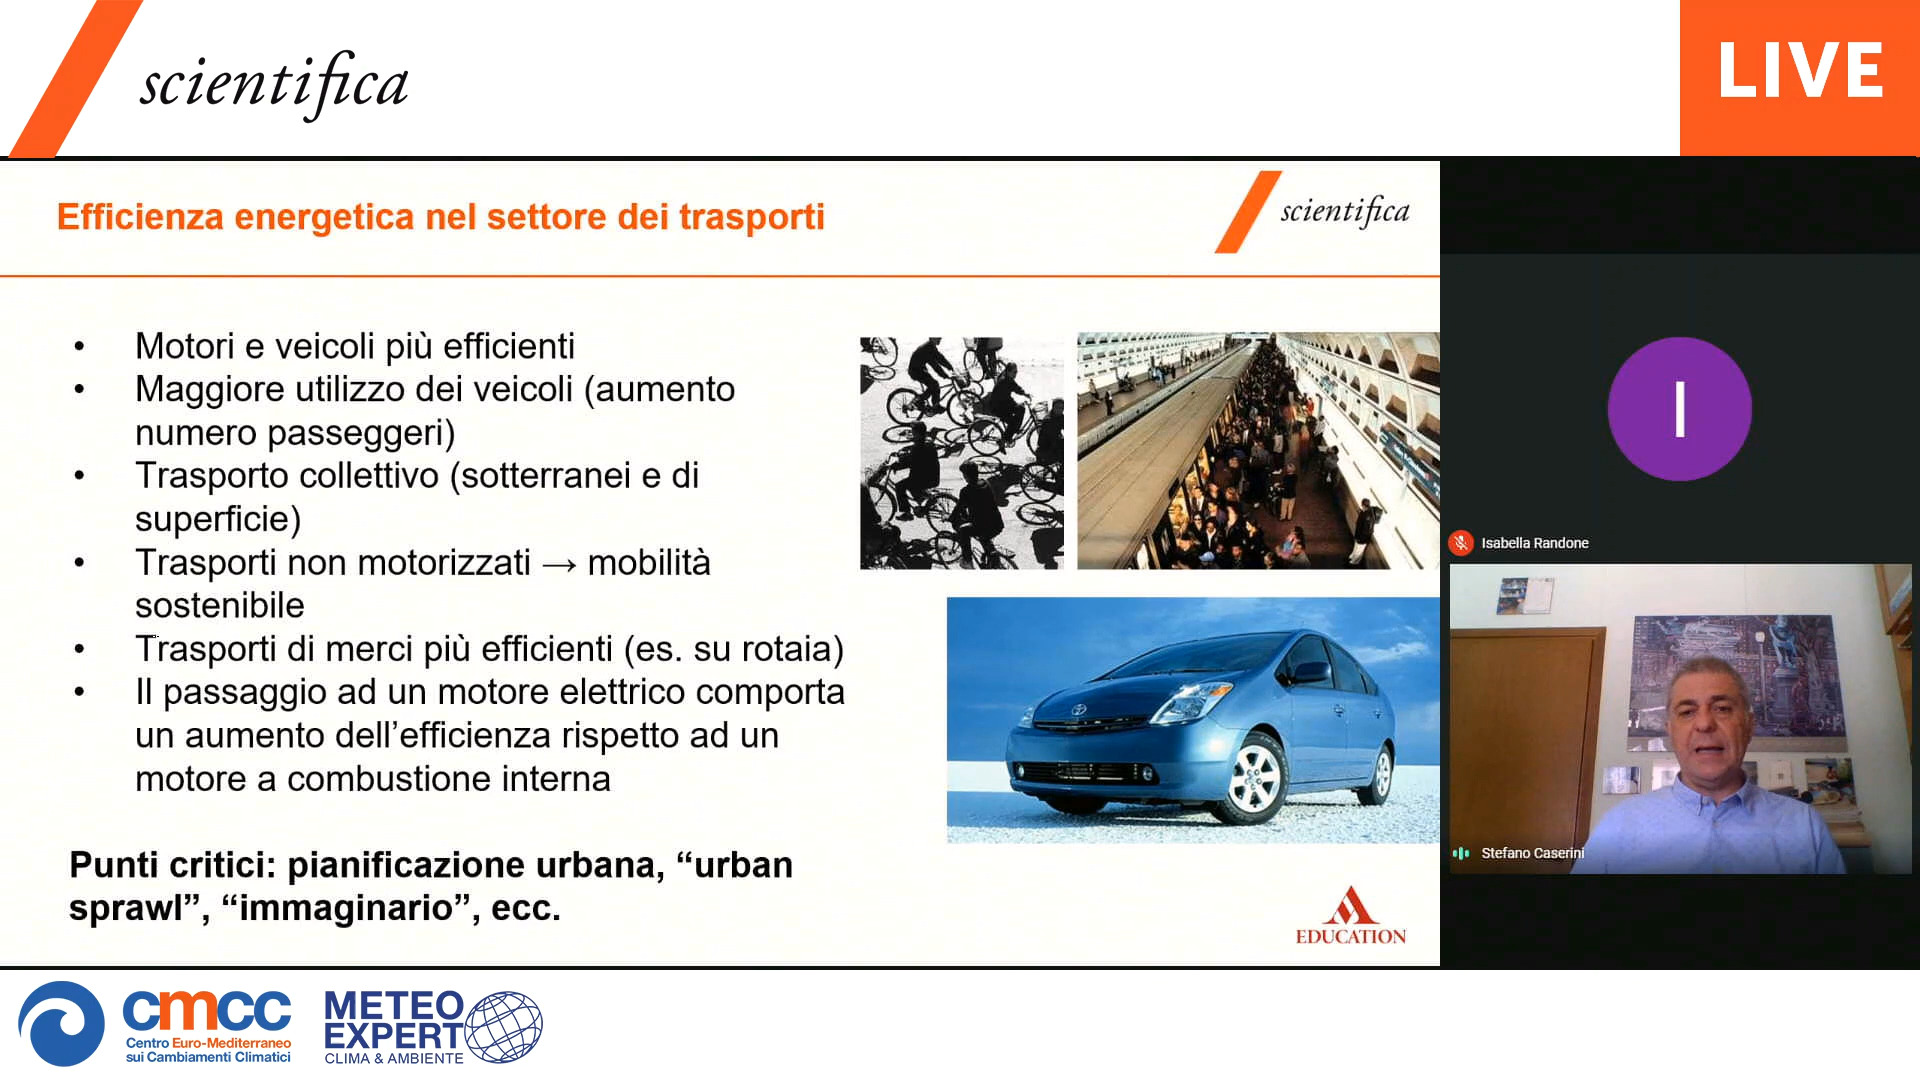 scientifica
LIVE
Efficienza energetica nel settore dei trasporti
scientifica
• Motori e veicoli più efficienti
• Maggiore utilizzo dei veicoli (aumento
numero passeggeri)
• Trasporto collettivo (sotterranei e di
superficie)
• Trasporti non motorizzati → mobilità
sostenibile
• Trasporti di merci più efficienti (es. su rotaia)
• Il passaggio ad un motore elettrico comporta
un aumento dell’efficienza rispetto ad un
motore a combustione interna
Punti critici: pianificazione urbana, “urban
sprawl”, “immaginario”, ecc.
EDUCATION
I
Isabella Randone
Stefano Caserini
cmcc
Centro Euro-Mediterraneo
sui Cambiamenti Climatici
METEO
EXPERT
CLIMA & AMBIENTE